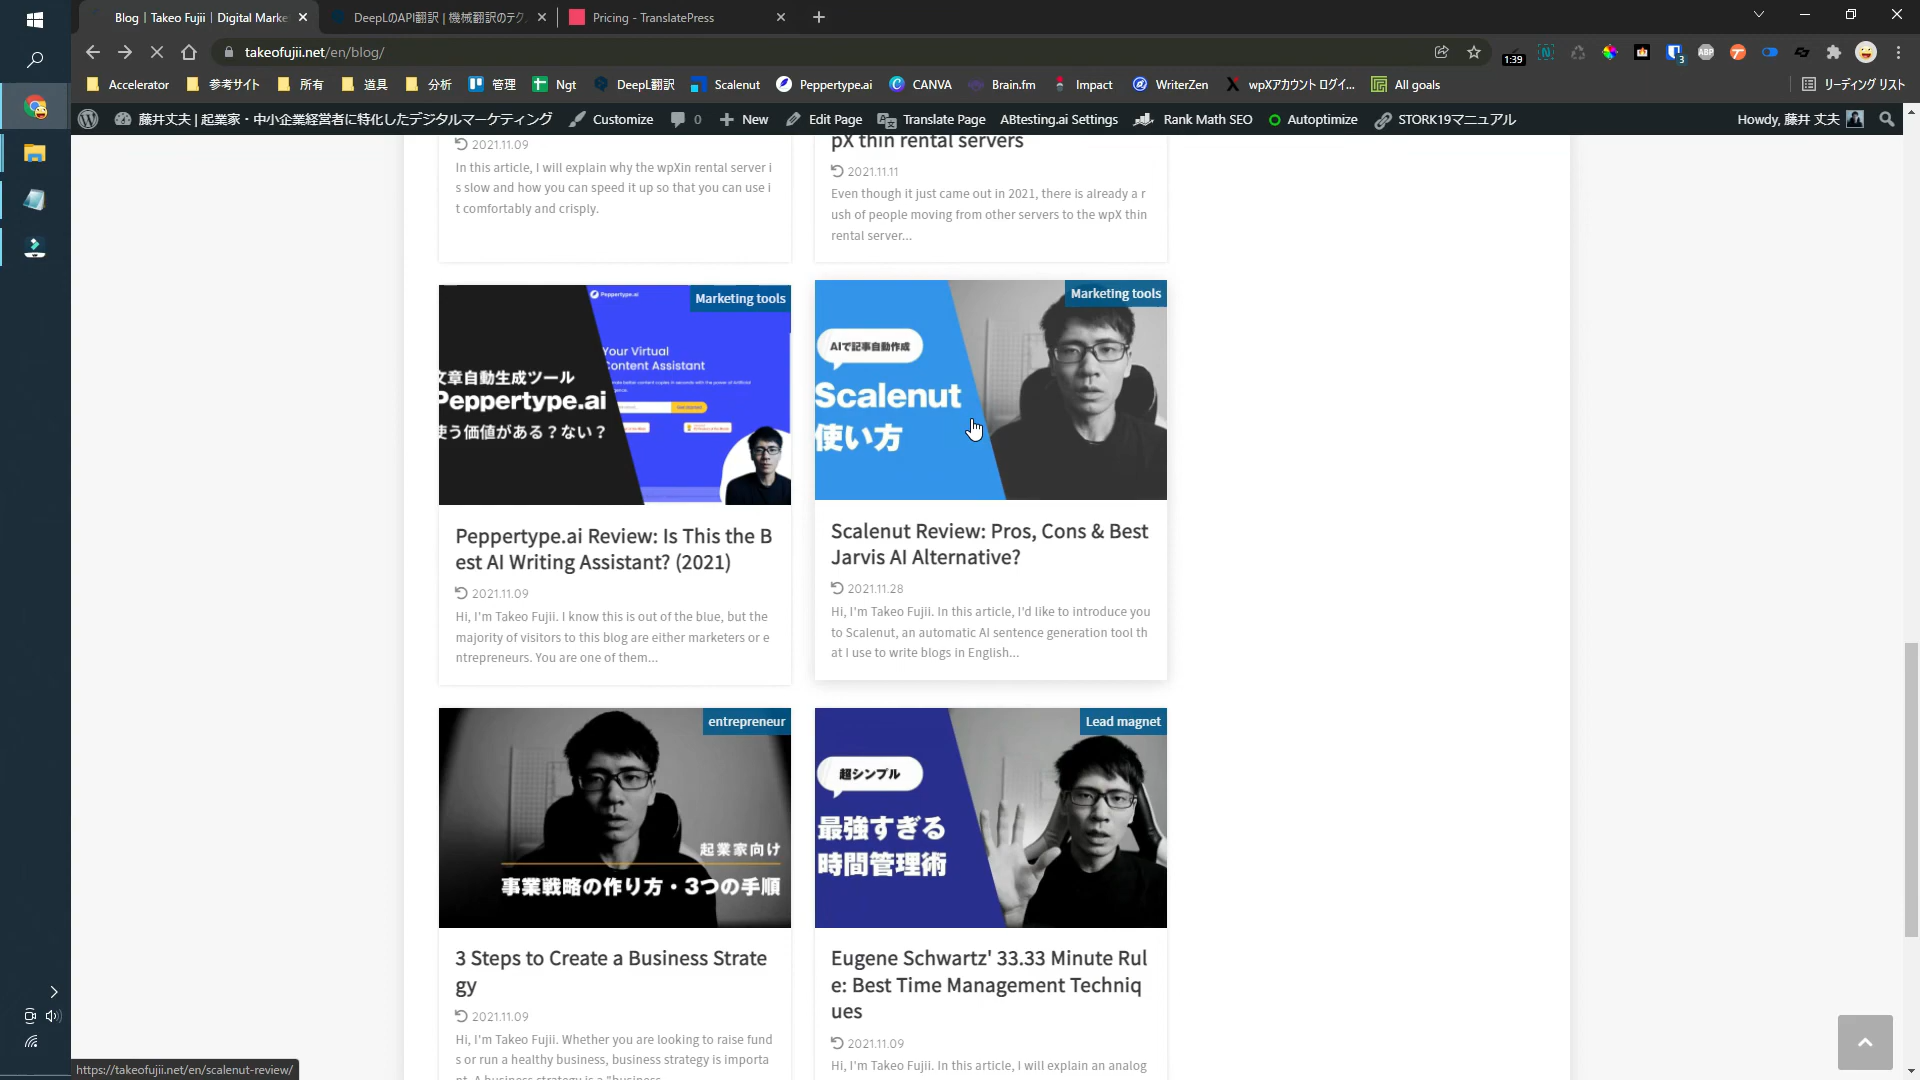 Blog | Takeo Fujii | Digital Marke
DeepLのAPI翻訳 | 機械翻訳のテク
Pricing - TranslatePress
takeofujii.net/en/blog/
1:39
3
ABP
Accelerator
参考サイト
所有
道具
分析
管理
Ngt
DeepL翻訳
Scalenut
Peppertype.ai
CANVA
Brain.fm
Impact
WriterZen
wpXアカウント ログイ...
All goals
リーディング リスト
藤井丈夫 | 起業家・中小企業経営者に特化したデジタルマーケティング
Customize
0
New
Edit Page
Translate Page
ABtesting.ai Settings
Rank Math SEO
Autoptimize
STORK19マニュアル
Howdy, 藤井 丈夫
2021.11.09
In this article, I will explain why the wpXin rental server i
s slow and how you can speed it up so that you can use i
t comfortably and crisply.
pX thin rental servers
2021.11.11
Even though it just came out in 2021, there is already a r
ush of people moving from other servers to the wpX thin
rental server...
Marketing tools
Peppertype.ai
Your Virtual
Content Assistant
文章自動生成ツール
Peppertype.ai
使う価値がある？ない？
Peppertype.ai Review: Is This the B
est AI Writing Assistant? (2021)
2021.11.09
Hi, I'm Takeo Fujii. I know this is out of the blue, but the
majority of visitors to this blog are either marketers or e
ntrepreneurs. You are one of them...
Marketing tools
AIで記事自動作成
Scalenut
使い方
Scalenut Review: Pros, Cons & Best
Jarvis AI Alternative?
2021.11.28
Hi, I'm Takeo Fujii. In this article, I'd like to introduce you
to Scalenut, an automatic AI sentence generation tool th
at I use to write blogs in English...
entrepreneur
起業家向け
事業戦略の作り方・3つの手順
3 Steps to Create a Business Strate
gy
2021.11.09
Hi, I'm Takeo Fujii. Whether you are looking to raise fund
s or run a healthy business, business strategy is importa
nt. A business strategy is a "business
Lead magnet
超シンプル
最強すぎる
時間管理術
Eugene Schwartz' 33.33 Minute Rul
e: Best Time Management Techniq
ues
2021.11.09
Hi, I'm Takeo Fujii. In this article, I will explain an analog
https://takeofujii.net/en/scalenut-review/